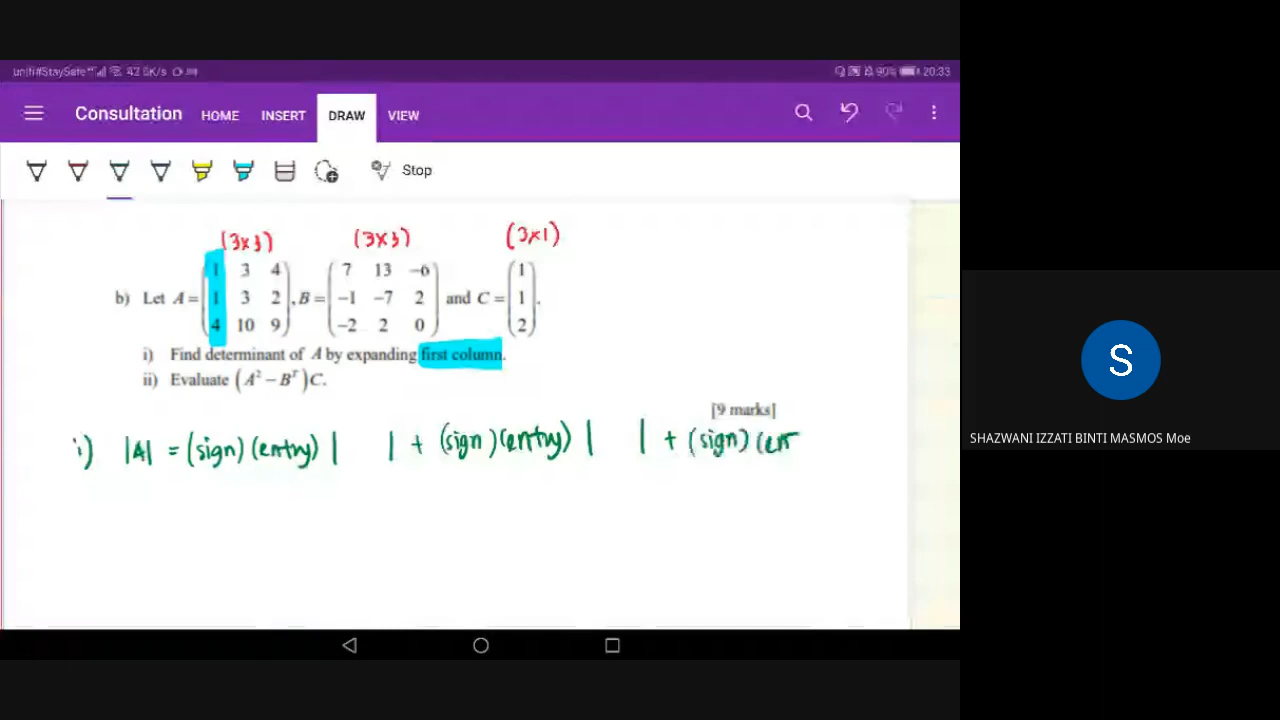 unifi#StaySafe 42.0K/s 90% 20:33
Consultation HOME INSERT DRAW VIEW
Stop
(3x3) (3x3) (3x1)
b) Let A = ( 1 3 4 ; 1 3 2 ; 4 10 9 ), B = ( 7 13 -6 ; -1 -7 2 ; -2 2 0 ) and C = ( 1 ; 1 ; 2 ).
i) Find determinant of A by expanding first column.
ii) Evaluate (A² − Bᵀ)C.
[9 marks]
i) |A| = (sign)(entry)| | + (sign)(entry)| | + (sign)(en
S
SHAZWANI IZZATI BINTI MASMOS Moe